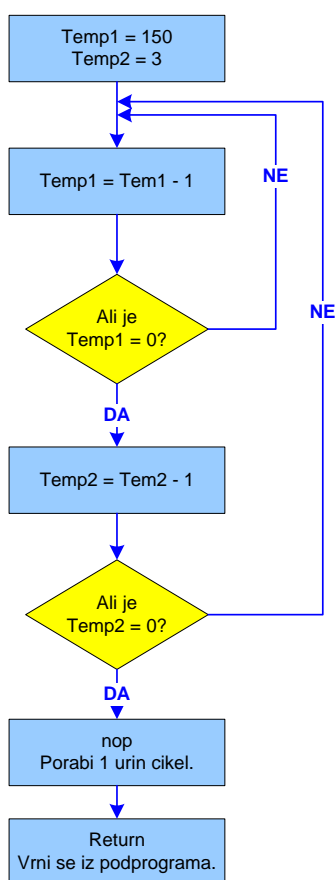 Temp1 = 150
Temp2 = 3
Temp1 = Tem1 - 1
NE
Ali je
Temp1 = 0?
NE
DA
Temp2 = Tem2 - 1
Ali je
Temp2 = 0?
DA
nop
Porabi 1 urin cikel.
Return
Vrni se iz podprograma.